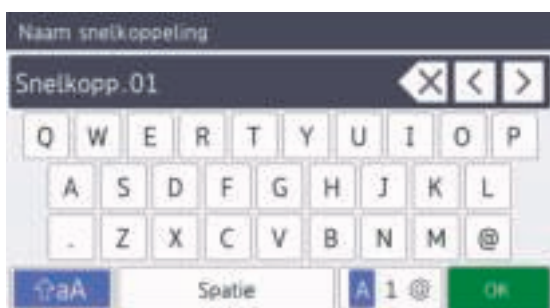 Naam snelkoppeling
Snelkopp.01
Q W E R T Y U I O P
A S D F G H J K L
. Z X C V B N M @
aA Spatie A 1 @ OK